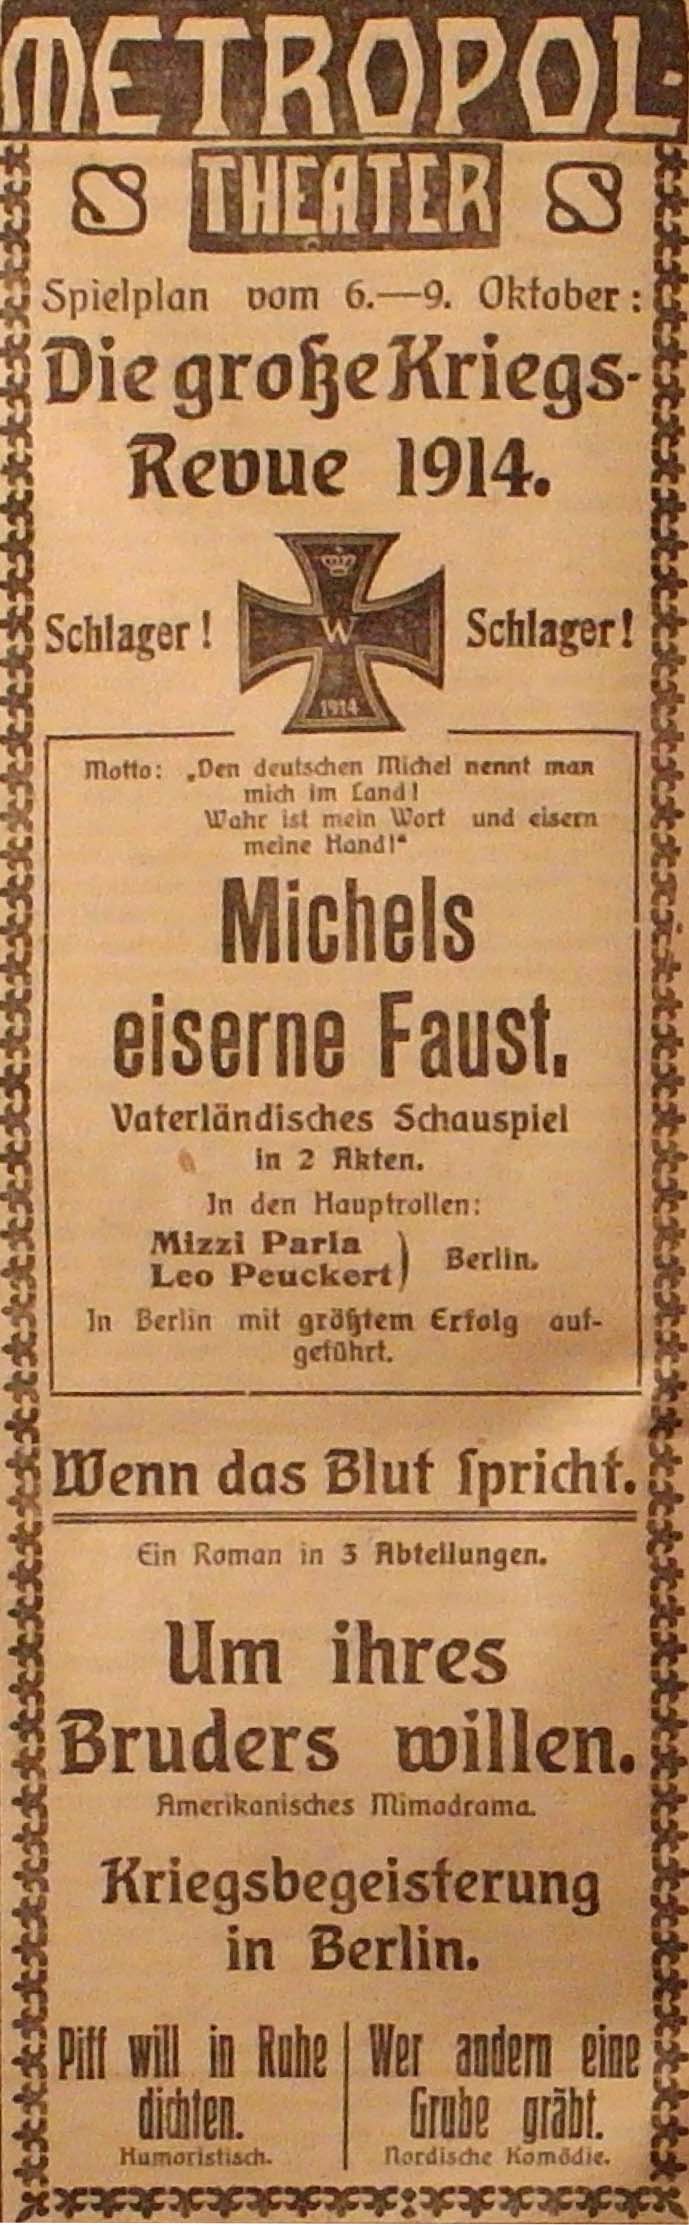 METROPOL-
THEATER
Spielplan vom 6.—9. Oktober:
Die große Kriegs-
Revue 1914.
Schlager!
W
1914
Schlager!
Motto: „Den deutschen Michel nennt man
mich im Land!
Wahr ist mein Wort und eisern
meine Hand!“
Michels
eiserne Faust.
Vaterländisches Schauspiel
in 2 Akten.
In den Hauptrollen:
Mizzi Parla
Leo Peuckert
} Berlin.
In Berlin mit größtem Erfolg auf-
geführt.
Wenn das Blut spricht.
Ein Roman in 3 Abteilungen.
Um ihres
Bruders willen.
Amerikanisches Mimodrama.
Kriegsbegeisterung
in Berlin.
Piff will in Ruhe
dichten.
Humoristisch.
Wer andern eine
Grube gräbt.
Nordische Komödie.